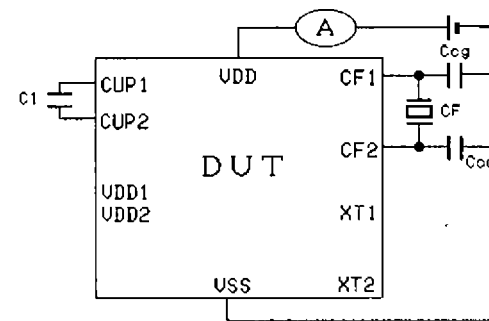 A
Ccg
VDD
CUP1
CF1
C1
CF
CUP2
CF2
DUT
VDD1
VDD2
XT1
VSS
XT2